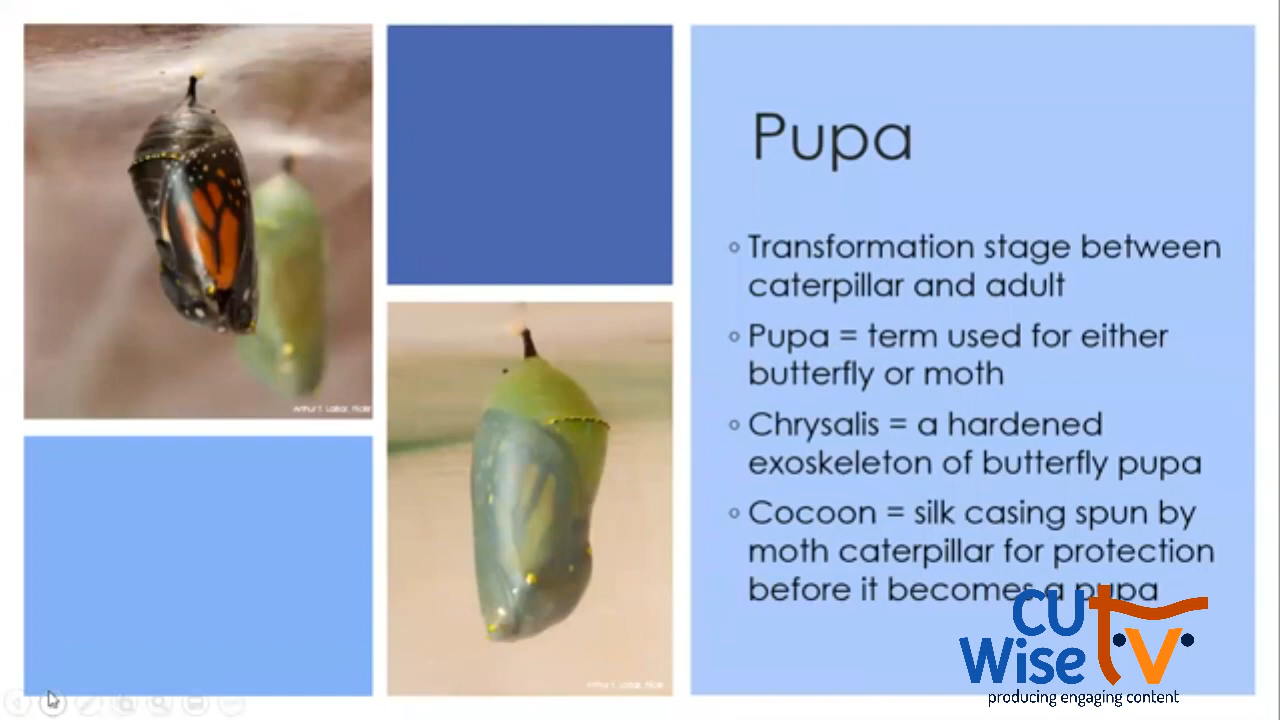 Pupa
◦ Transformation stage between
caterpillar and adult
◦ Pupa = term used for either
butterfly or moth
◦ Chrysalis = a hardened
exoskeleton of butterfly pupa
◦ Cocoon = silk casing spun by
moth caterpillar for protection
before it becomes a pupa
CU
Wise tv
producing engaging content